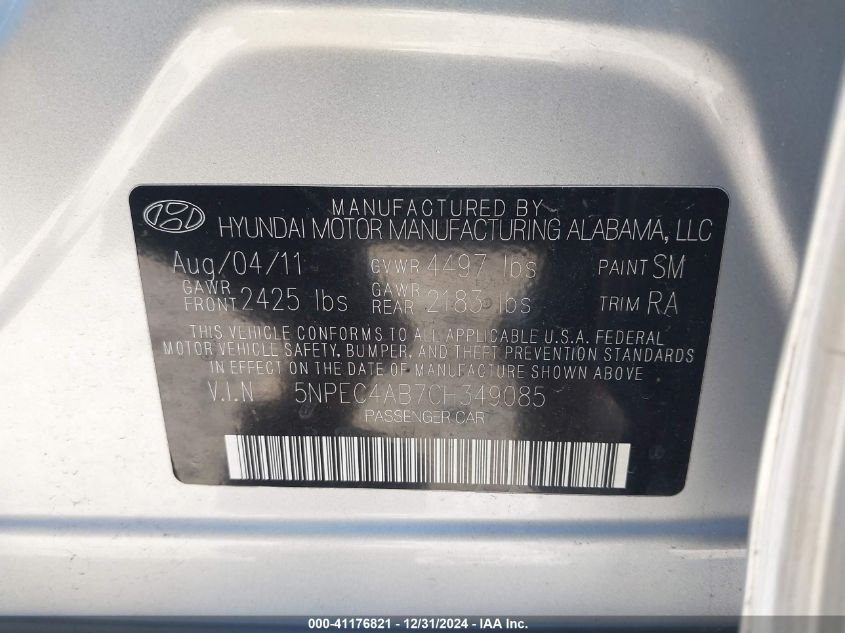 MANUFACTURED BY
HYUNDAI MOTOR MANUFACTURING ALABAMA, LLC
Aug/04/11 GVWR 4497 lbs PAINT SM
GAWR FRONT 2425 lbs GAWR REAR 2183 lbs TRIM RA
THIS VEHICLE CONFORMS TO ALL APPLICABLE U.S.A. FEDERAL
MOTOR VEHICLE SAFETY, BUMPER, AND THEFT PREVENTION STANDARDS
IN EFFECT ON THE DATE OF MANUFACTURE SHOWN ABOVE
V.I.N 5NPEC4AB7CH349085
PASSENGER CAR
000-41176821 - 12/31/2024 - IAA Inc.